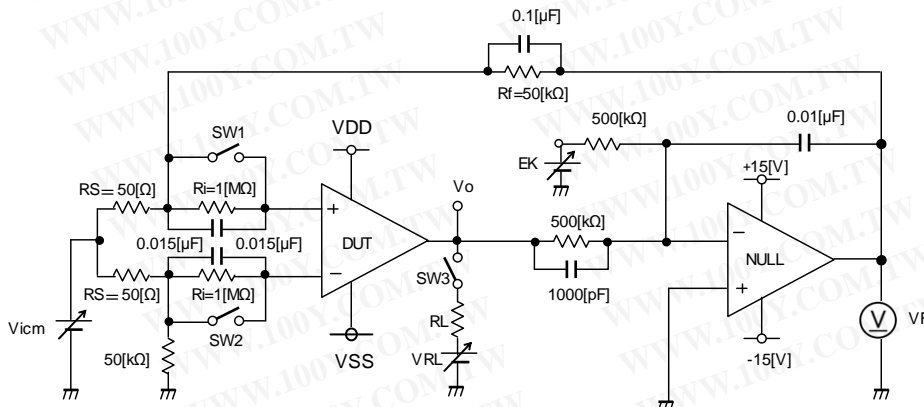 0.1[µF]
Rf=50[kΩ]
500[kΩ]
0.01[µF]
SW1
VDD
EK
+15[V]
RS= 50[Ω]
Ri=1[MΩ]
Vo
0.015[µF]
0.015[µF]
DUT
500[kΩ]
NULL
RS= 50[Ω]
Ri=1[MΩ]
SW3
1000[pF]
Vicm
SW2
RL
V
VF
50[kΩ]
VSS
VRL
-15[V]
WWW.100Y.COM.TW